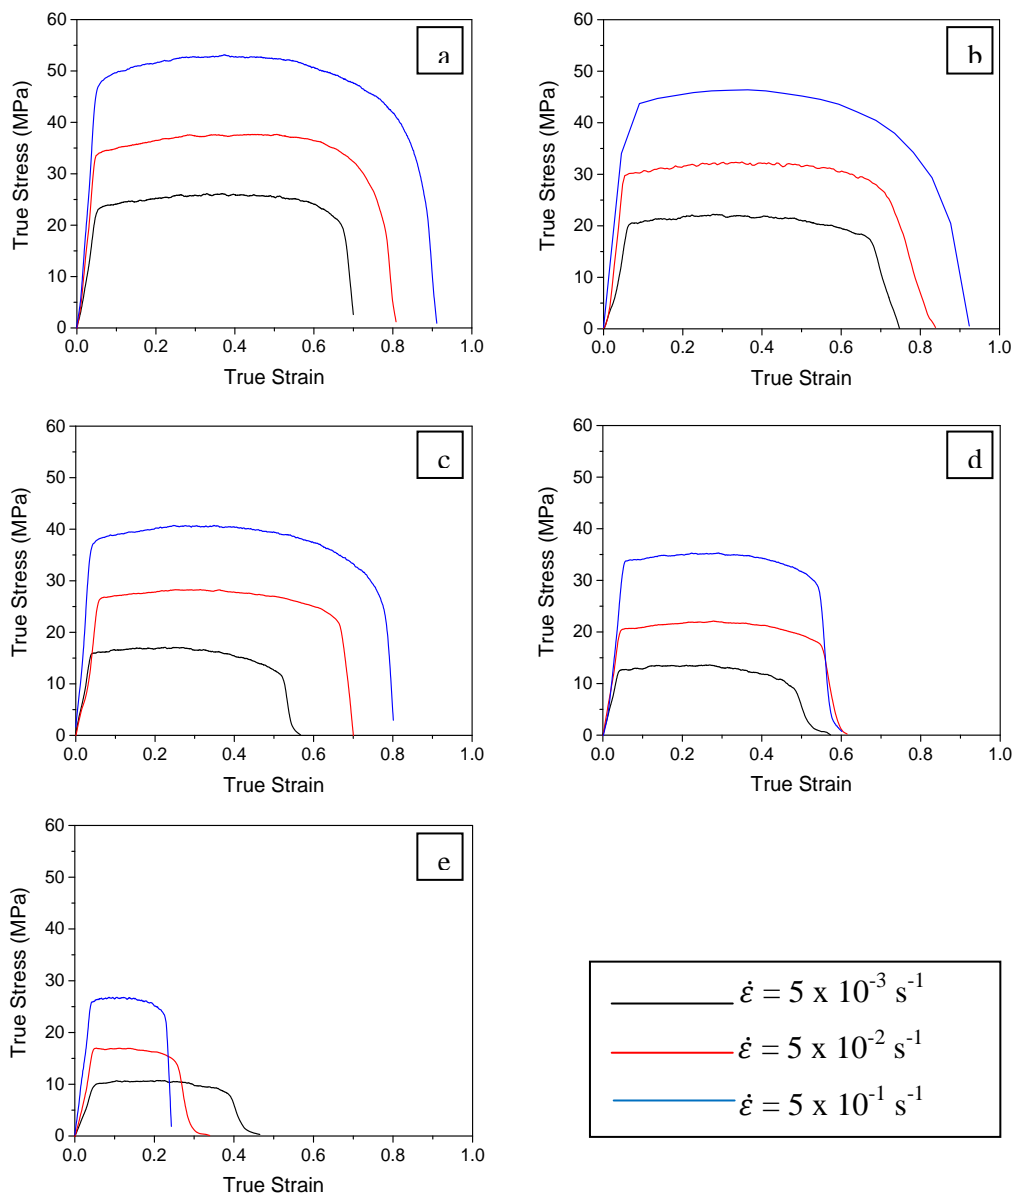 a
True Stress (MPa)
60
50
40
30
20
10
0
0.0 0.2 0.4 0.6 0.8 1.0
True Strain
b
True Stress (MPa)
60
50
40
30
20
10
0
0.0 0.2 0.4 0.6 0.8 1.0
True Strain
c
True Stress (MPa)
60
50
40
30
20
10
0
0.0 0.2 0.4 0.6 0.8 1.0
True Strain
d
True Stress (MPa)
60
50
40
30
20
10
0
0.0 0.2 0.4 0.6 0.8 1.0
True Strain
e
True Stress (MPa)
60
50
40
30
20
10
0
0.0 0.2 0.4 0.6 0.8 1.0
True Strain
ε̇ = 5 x 10⁻³ s⁻¹
ε̇ = 5 x 10⁻² s⁻¹
ε̇ = 5 x 10⁻¹ s⁻¹